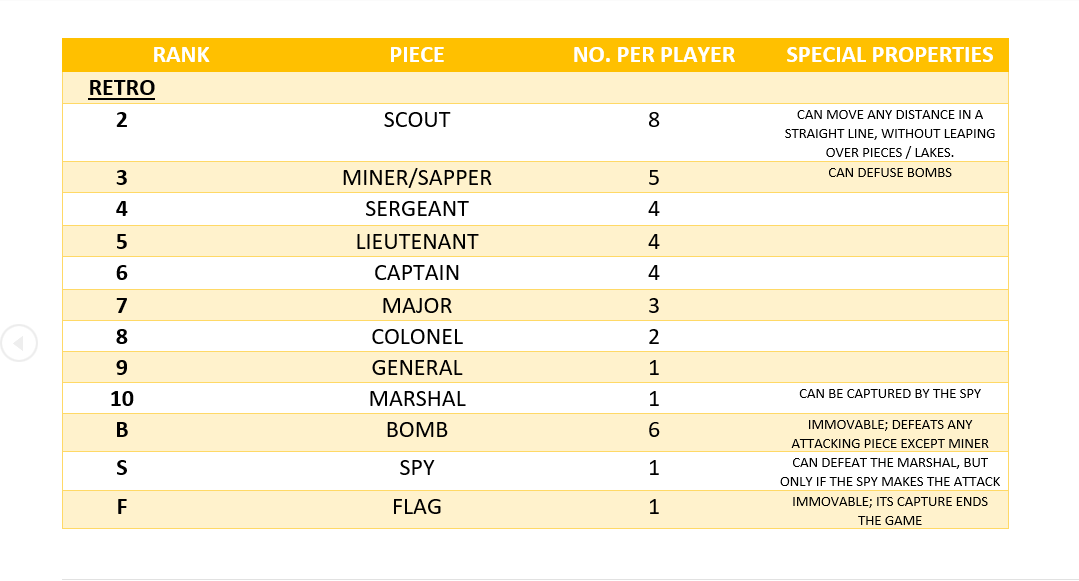 RANK PIECE NO. PER PLAYER SPECIAL PROPERTIES
RETRO
2 SCOUT 8 CAN MOVE ANY DISTANCE IN A
STRAIGHT LINE, WITHOUT LEAPING
OVER PIECES / LAKES.
3 MINER/SAPPER 5 CAN DEFUSE BOMBS
4 SERGEANT 4
5 LIEUTENANT 4
6 CAPTAIN 4
7 MAJOR 3
8 COLONEL 2
9 GENERAL 1
10 MARSHAL 1 CAN BE CAPTURED BY THE SPY
B BOMB 6 IMMOVABLE; DEFEATS ANY
ATTACKING PIECE EXCEPT MINER
S SPY 1 CAN DEFEAT THE MARSHAL, BUT
ONLY IF THE SPY MAKES THE ATTACK
F FLAG 1 IMMOVABLE; ITS CAPTURE ENDS
THE GAME